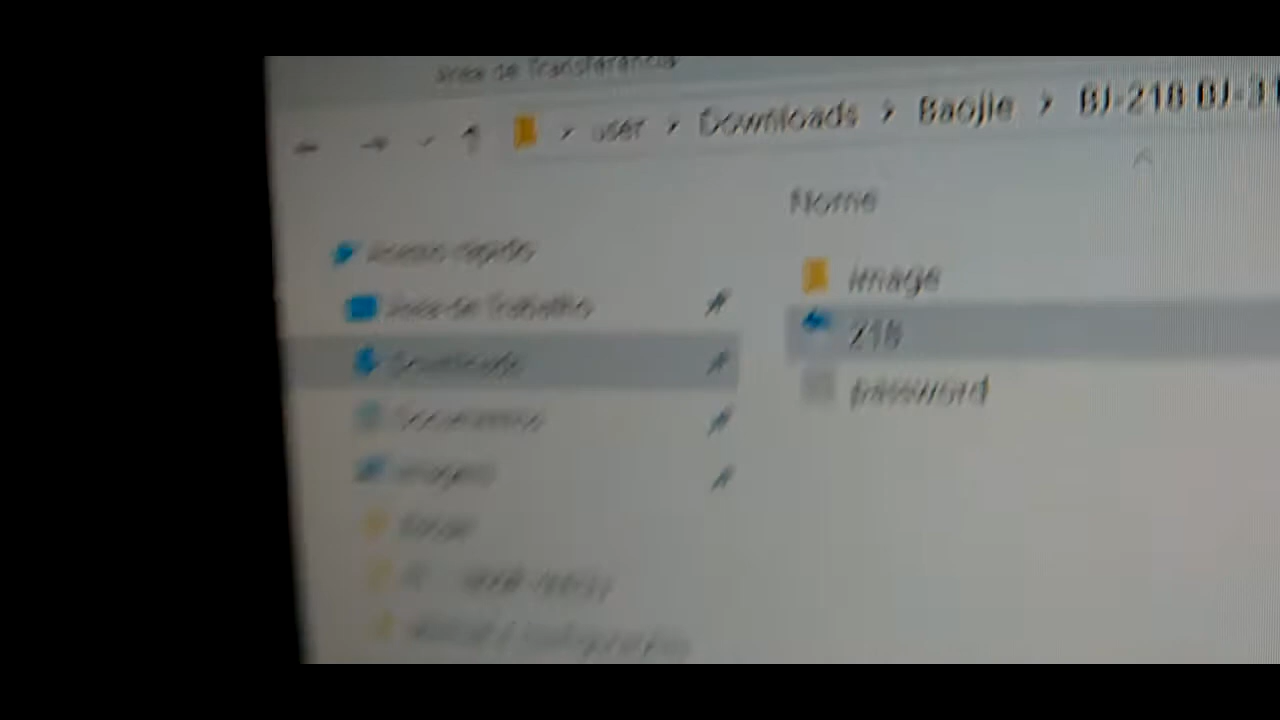 Área de Transferência
user > Downloads > Baojie > BJ-218 BJ-3
Nome
Acesso rápido
image
Área de Trabalho
218
Downloads
password
Documentos
Imagens